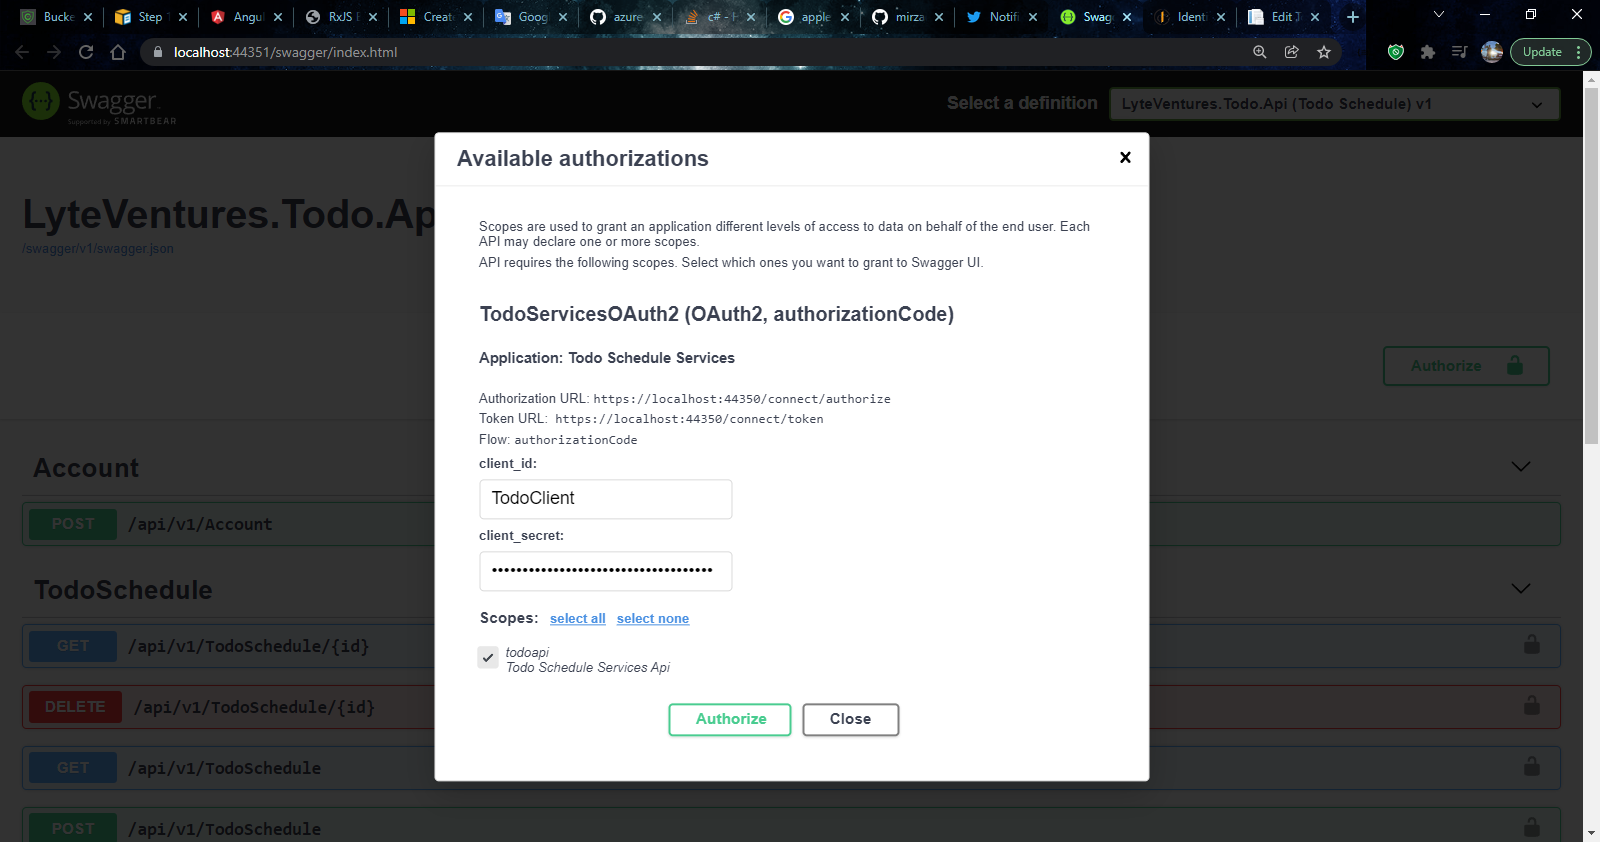 Bucke
Step 1
Angul
RxJS E
Create
Goog
azure
c# - H
apple
mirza
Notifi
Swag
Identi
Edit T
localhost:44351/swagger/index.html
Update
Swagger
Supported by SMARTBEAR
Select a definition
LyteVentures.Todo.Api (Todo Schedule) v1
Available authorizations
LyteVentures.Todo.Ap
/swagger/v1/swagger.json
Scopes are used to grant an application different levels of access to data on behalf of the end user. Each
API may declare one or more scopes.
API requires the following scopes. Select which ones you want to grant to Swagger UI.
TodoServicesOAuth2 (OAuth2, authorizationCode)
Application: Todo Schedule Services
Authorize
Authorization URL: https://localhost:44350/connect/authorize
Token URL: https://localhost:44350/connect/token
Flow: authorizationCode
client_id:
TodoClient
client_secret:
Scopes: select all select none
todoapi
Todo Schedule Services Api
Authorize
Close
Account
POST /api/v1/Account
TodoSchedule
GET /api/v1/TodoSchedule/{id}
DELETE /api/v1/TodoSchedule/{id}
GET /api/v1/TodoSchedule
POST /api/v1/TodoSchedule